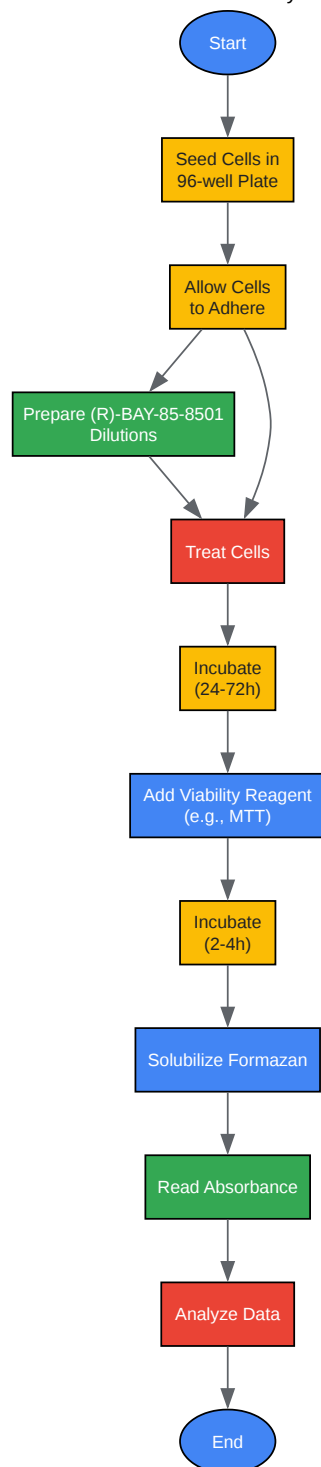 Start
Seed Cells in
96-well Plate
Allow Cells
to Adhere
Prepare (R)-BAY-85-8501
Dilutions
Treat Cells
Incubate
(24-72h)
Add Viability Reagent
(e.g., MTT)
Incubate
(2-4h)
Solubilize Formazan
Read Absorbance
Analyze Data
End